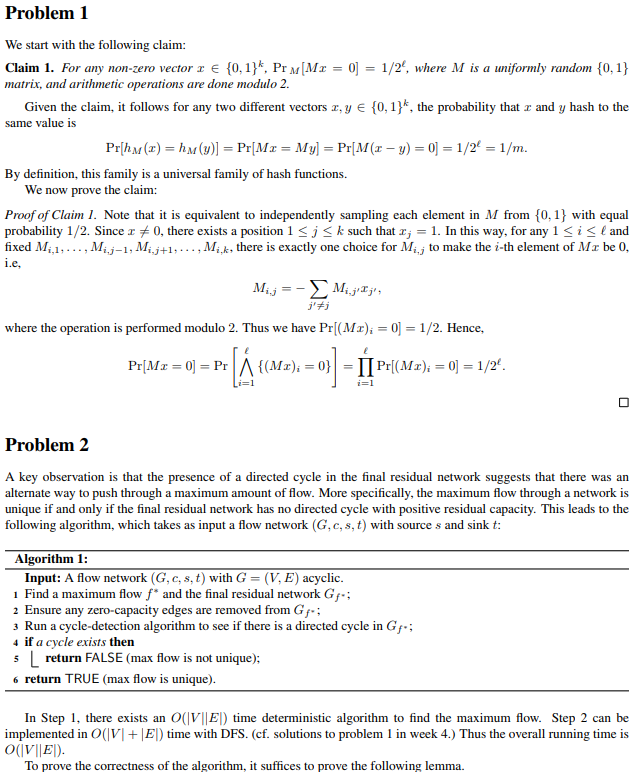 Problem 1
We start with the following claim:
Claim 1. For any non-zero vector x ∈ {0, 1}^k, Pr_M[Mx = 0] = 1/2^ℓ, where M is a uniformly random {0, 1}
matrix, and arithmetic operations are done modulo 2.
Given the claim, it follows for any two different vectors x, y ∈ {0, 1}^k, the probability that x and y hash to the
same value is
Pr[h_M(x) = h_M(y)] = Pr[Mx = My] = Pr[M(x − y) = 0] = 1/2^ℓ = 1/m.
By definition, this family is a universal family of hash functions.
We now prove the claim:
Proof of Claim 1. Note that it is equivalent to independently sampling each element in M from {0, 1} with equal
probability 1/2. Since x ≠ 0, there exists a position 1 ≤ j ≤ k such that x_j = 1. In this way, for any 1 ≤ i ≤ ℓ and
fixed M_{i,1}, . . . , M_{i,j−1}, M_{i,j+1}, . . . , M_{i,k}, there is exactly one choice for M_{i,j} to make the i-th element of Mx be 0,
i.e,
M_{i,j} = − ∑_{j′≠j} M_{i,j′}x_{j′},
where the operation is performed modulo 2. Thus we have Pr[(Mx)_i = 0] = 1/2. Hence,
Pr[Mx = 0] = Pr [⋀_{i=1}^ℓ {(Mx)_i = 0}] = ∏_{i=1}^ℓ Pr[(Mx)_i = 0] = 1/2^ℓ.
□
Problem 2
A key observation is that the presence of a directed cycle in the final residual network suggests that there was an
alternate way to push through a maximum amount of flow. More specifically, the maximum flow through a network is
unique if and only if the final residual network has no directed cycle with positive residual capacity. This leads to the
following algorithm, which takes as input a flow network (G, c, s, t) with source s and sink t:
Algorithm 1:
Input: A flow network (G, c, s, t) with G = (V, E) acyclic.
1 Find a maximum flow f* and the final residual network G_{f*};
2 Ensure any zero-capacity edges are removed from G_{f*};
3 Run a cycle-detection algorithm to see if there is a directed cycle in G_{f*};
4 if a cycle exists then
5 return FALSE (max flow is not unique);
6 return TRUE (max flow is unique).
In Step 1, there exists an O(|V||E|) time deterministic algorithm to find the maximum flow. Step 2 can be
implemented in O(|V| + |E|) time with DFS. (cf. solutions to problem 1 in week 4.) Thus the overall running time is
O(|V||E|).
To prove the correctness of the algorithm, it suffices to prove the following lemma.